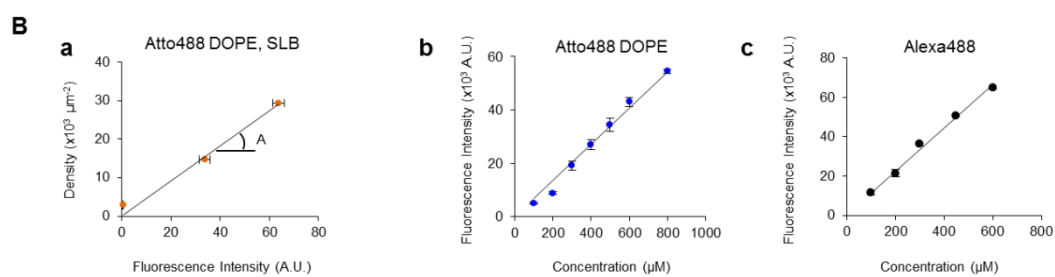 B
a
Atto488 DOPE, SLB
Density (x10³ µm⁻²)
40
30
20
10
0
A
0 20 40 60 80
Fluorescence Intensity (A.U.)
b
Atto488 DOPE
Fluorescence Intensity (x10³ A.U.)
60
40
20
0
0 200 400 600 800 1000
Concentration (µM)
c
Alexa488
Fluorescence Intensity (x10³ A.U.)
80
60
40
20
0
0 200 400 600 800
Concentration (µM)